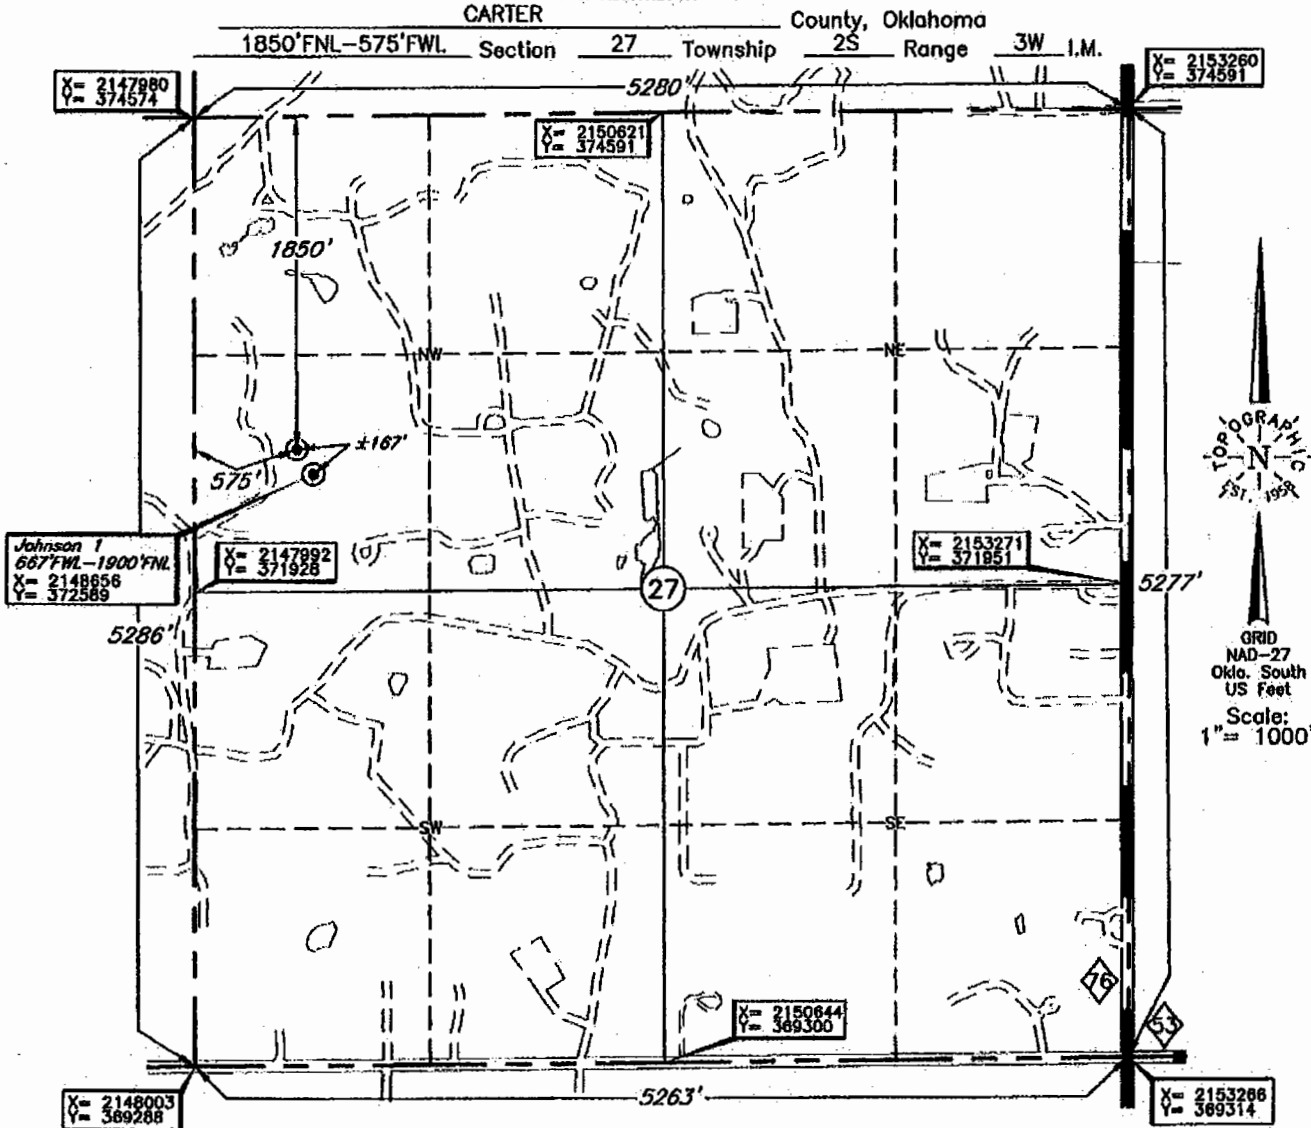 CARTER County, Oklahoma
1850'FNL-575'FWL Section 27 Township 2S Range 3W I.M.
X= 2147980
Y= 374574
5280'
X= 2153260
Y= 374591
X= 2150621
Y= 374591
1850'
NW
NE
±167'
575'
TOPOGRAPHIC
N
EST. 1958
Johnson 1
667'FWL-1900'FNL
X= 2148656
Y= 372589
X= 2147992
Y= 371926
X= 2153271
Y= 371951
27
5277'
5286'
GRID
NAD-27
Okla. South
US Feet
Scale:
1"= 1000'
SW
SE
76
X= 2150644
Y= 369300
53
5263'
X= 2148003
Y= 369288
X= 2153266
Y= 369314